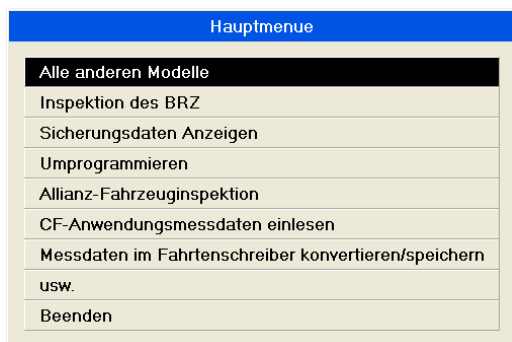 Hauptmenue
Alle anderen Modelle
Inspektion des BRZ
Sicherungsdaten Anzeigen
Umprogrammieren
Allianz-Fahrzeuginspektion
CF-Anwendungsmessdaten einlesen
Messdaten im Fahrtenschreiber konvertieren/speichern
usw.
Beenden